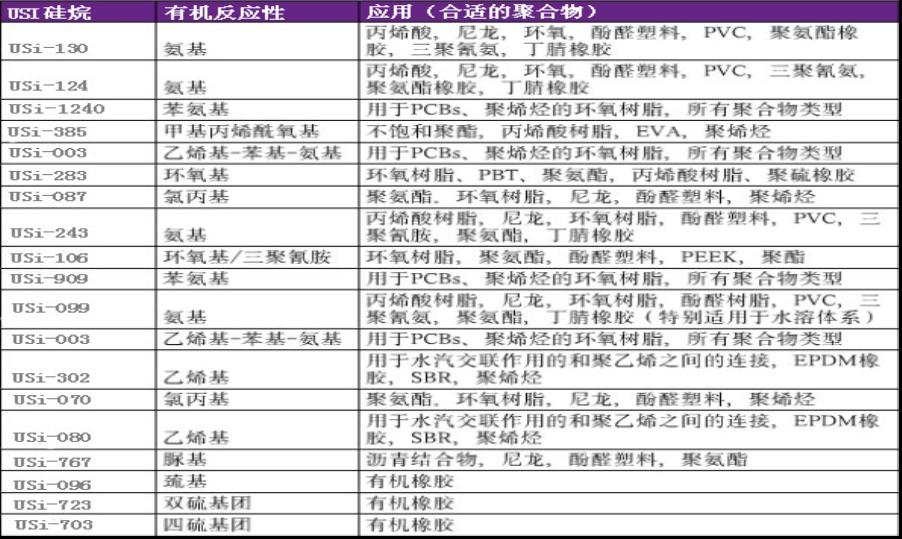 USI硅烷 有机反应性 应用（合适的聚合物）
USi-130 氨基 丙烯酸, 尼龙, 环氧, 酚醛塑料, PVC, 聚氨酯橡
胶, 三聚氰氨, 丁腈橡胶
USi-124 氨基 丙烯酸, 尼龙, 环氧, 酚醛塑料, PVC, 三聚氰氨,
聚氨酯橡胶, 丁腈橡胶
USi-1240 苯氨基 用于PCBs、聚烯烃的环氧树脂, 所有聚合物类型
USi-385 甲基丙烯酰氧基 不饱和聚酯, 丙烯酸树脂, EVA, 聚烯烃
USi-003 乙烯基-苯基-氨基 用于PCBs、聚烯烃的环氧树脂, 所有聚合物类型
USi-283 环氧基 环氧树脂、PBT、聚氨酯, 丙烯酸树脂、聚硫橡胶
USi-087 氯丙基 聚氨酯. 环氧树脂, 尼龙, 酚醛塑料, 聚烯烃
USi-243 氨基 丙烯酸树脂, 尼龙, 环氧树脂, 酚醛塑料, PVC, 三
聚氰胺, 聚氨酯, 丁腈橡胶
USi-106 环氧基/三聚氰胺 环氧树脂, 聚氨酯, 酚醛塑料, PEEK, 聚酯
USi-909 苯氨基 用于PCBs、聚烯烃的环氧树脂, 所有聚合物类型
USi-099 氨基 丙烯酸树脂, 尼龙, 环氧树脂, 酚醛树脂, PVC, 三
聚氰氨, 聚氨酯, 丁腈橡胶（特别适用于水溶体系）
USi-003 乙烯基-苯基-氨基 用于PCBs、聚烯烃的环氧树脂, 所有聚合物类型
USi-302 乙烯基 用于水汽交联作用的和聚乙烯之间的连接, EPDM橡
胶, SBR, 聚烯烃
USi-070 氯丙基 聚氨酯. 环氧树脂, 尼龙, 酚醛塑料, 聚烯烃
USi-080 乙烯基 用于水汽交联作用的和聚乙烯之间的连接, EPDM橡
胶, SBR, 聚烯烃
USi-767 脲基 沥青结合物, 尼龙, 酚醛塑料, 聚氨酯
USi-096 巯基 有机橡胶
USi-723 双硫基团 有机橡胶
USi-703 四硫基团 有机橡胶